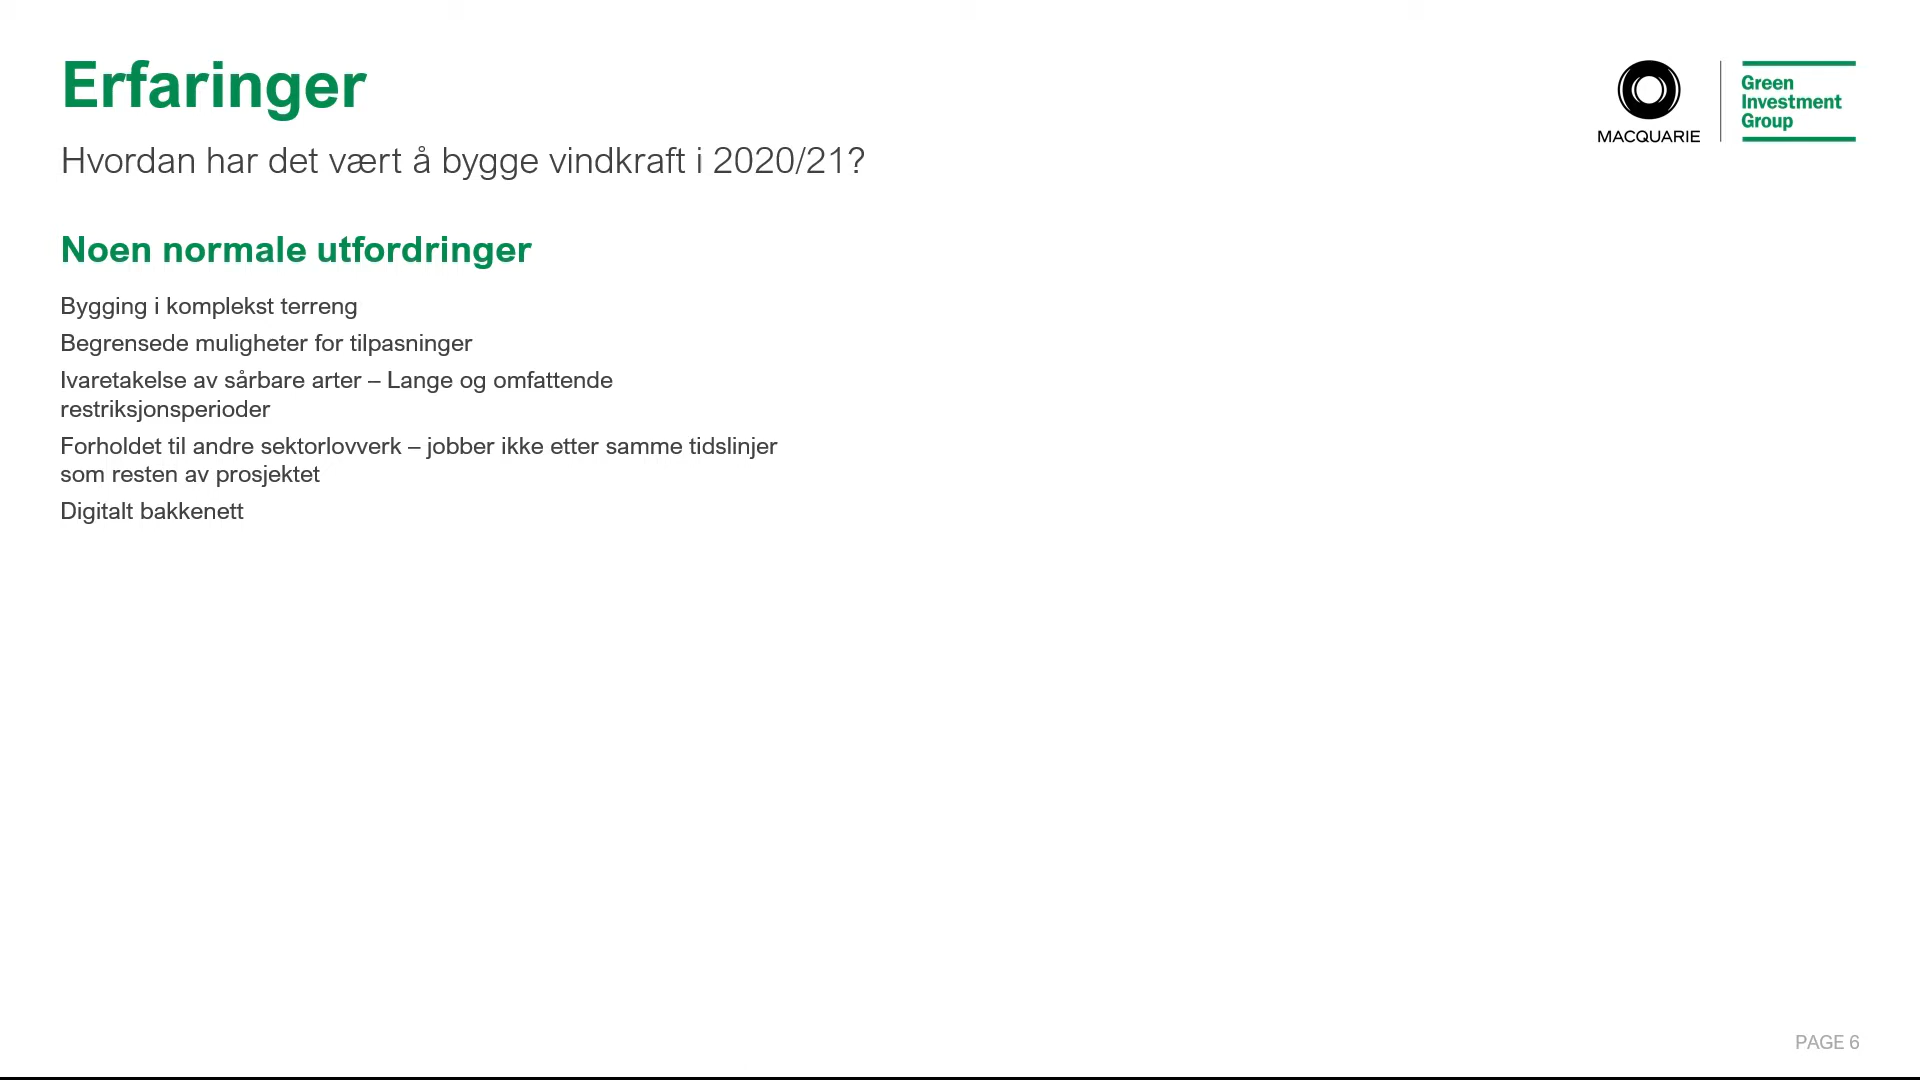 Erfaringer
Hvordan har det vært å bygge vindkraft i 2020/21?
MACQUARIE
Green
Investment
Group
Noen normale utfordringer
Bygging i komplekst terreng
Begrensede muligheter for tilpasninger
Ivaretakelse av sårbare arter – Lange og omfattende
restriksjonsperioder
Forholdet til andre sektorlovverk – jobber ikke etter samme tidslinjer
som resten av prosjektet
Digitalt bakkenett
PAGE 6